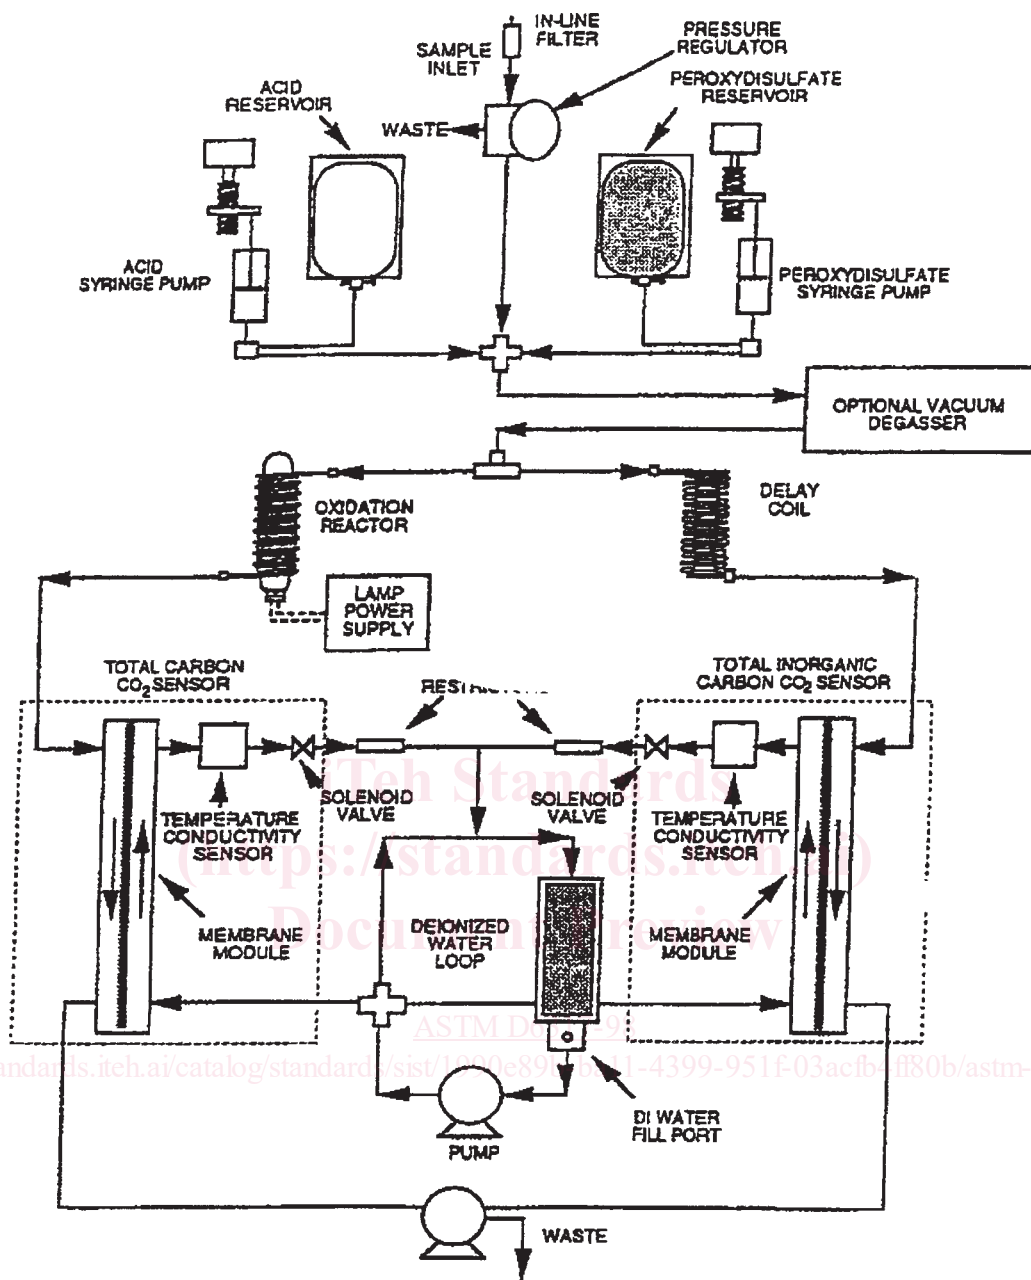 IN-LINE
FILTER
SAMPLE
INLET
PRESSURE
REGULATOR
ACID
RESERVOIR
PEROXYDISULFATE
RESERVOIR
WASTE
ACID
SYRINGE PUMP
PEROXYDISULFATE
SYRINGE PUMP
OPTIONAL VACUUM
DEGASSER
OXIDATION
REACTOR
DELAY
COIL
LAMP
POWER
SUPPLY
TOTAL CARBON
CO2 SENSOR
TOTAL INORGANIC
CARBON CO2 SENSOR
SOLENOID
VALVE
SOLENOID
VALVE
iTeh Standards
TEMPERATURE
CONDUCTIVITY
SENSOR
TEMPERATURE
CONDUCTIVITY
SENSOR
(https://standards.iteh.ai)
Document Preview
MEMBRANE
MODULE
DEIONIZED
WATER
LOOP
MEMBRANE
MODULE
ASTM
DI WATER
FILL PORT
PUMP
WASTE